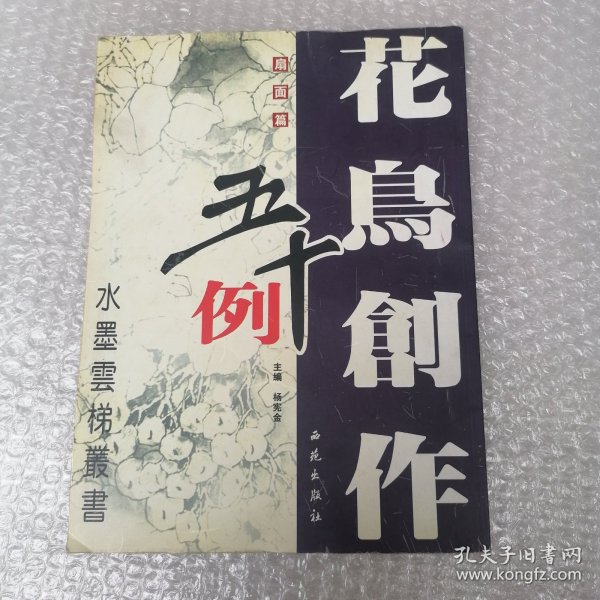 花鳥創作
扇面篇
五十
例
主编 杨宪金
西苑出版社
水墨雲梯叢書
孔夫子旧書网
www.kongfz.com